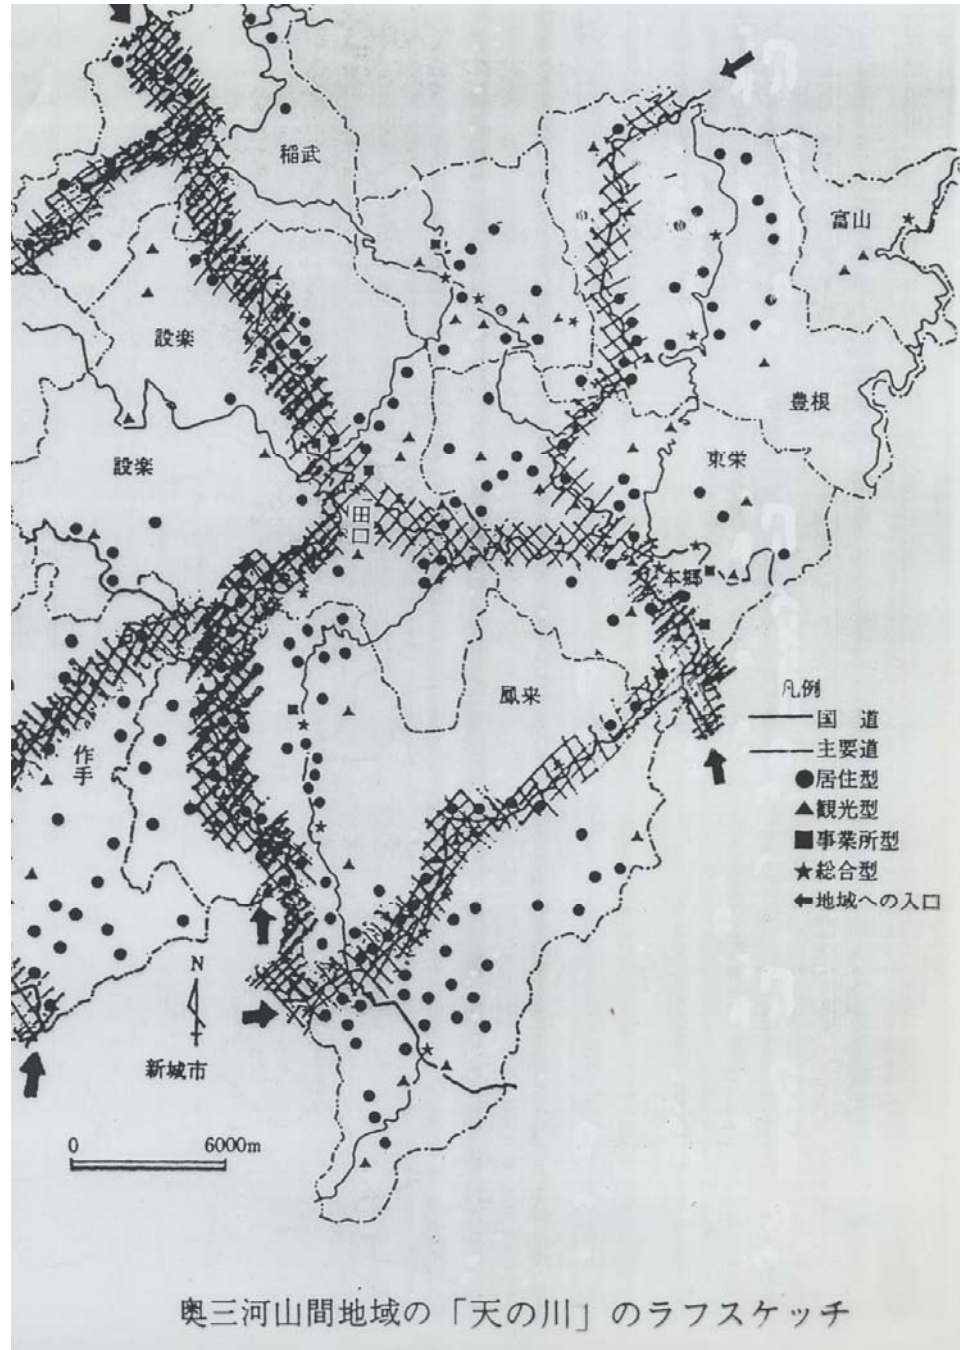 稲武
富山
設楽
豊根
設楽
東栄
田口
本郷
鳳来
作手
凡例
国 道
主要道
居住型
観光型
事業所型
総合型
地域への入口
N
新城市
0 6000m
奥三河山間地域の「天の川」のラフスケッチ